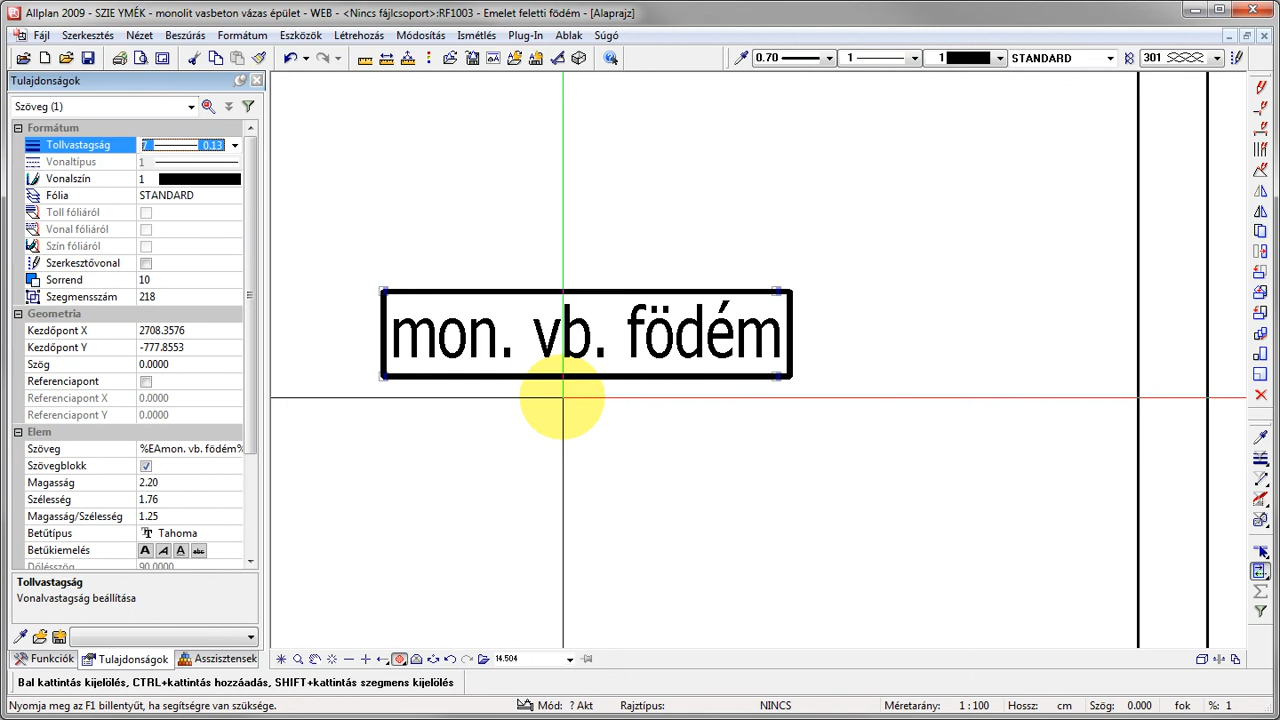 Allplan 2009 - SZIE YMÉK - monolit vasbeton vázas épület - WEB - <Nincs fájlcsoport>:RF1003 - Emelet feletti födém - [Alaprajz]
Fájl Szerkesztés Nézet Beszúrás Formátum Eszközök Létrehozás Módosítás Ismétlés Plug-In Ablak Súgó
0.70 1 1 STANDARD 301
Tulajdonságok
Szöveg (1)
Formátum
Tollvastagság 7 0.13
Vonaltípus 1
Vonalszín 1
Fólia STANDARD
Toll fóliáról
Vonal fóliáról
Szín fóliáról
Szerkesztővonal
Sorrend 10
Szegmensszám 218
Geometria
Kezdőpont X 2708.3576
Kezdőpont Y -777.8553
Szög 0.0000
Referenciapont
Referenciapont X 0.0000
Referenciapont Y 0.0000
Elem
Szöveg %EAmon. vb. födém%
Szövegblokk
Magasság 2.20
Szélesség 1.76
Magasság/Szélesség 1.25
Betűtípus Tahoma
Betűkiemelés A A A abc
Dőlésszög 90.0000
mon. vb. födém
Tollvastagság
Vonalvastagság beállítása
Funkciók Tulajdonságok Asszisztensek
14.504
Bal kattintás kijelölés, CTRL+kattintás hozzáadás, SHIFT+kattintás szegmens kijelölés
Nyomja meg az F1 billentyűt, ha segítségre van szüksége. Mód: ? Akt Rajztípus: NINCS Méretarány: 1 : 100 Hossz: cm Szög: 0.000 fok %: 1